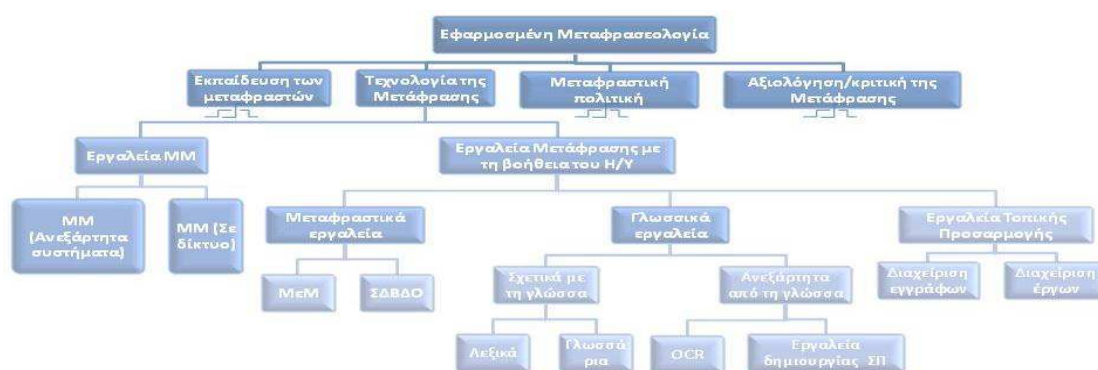 Εφαρμοσμένη Μεταφρασεολογία
Εκπαίδευση των
μεταφραστών
Τεχνολογία της
Μετάφρασης
Μεταφραστική
πολιτική
Αξιολόγηση/κριτική της
Μετάφρασης
Εργαλεία ΜΜ
Εργαλεία Μετάφρασης με
τη βοήθεια του Η/Υ
ΜΜ
(Ανεξάρτητα
συστήματα)
ΜΜ (Σε
δίκτυο)
Μεταφραστικά
εργαλεία
Γλωσσικά
εργαλεία
Εργαλεία Τοπικής
Προσαρμογής
ΜεΜ
ΣΔΒΔΟ
Σχετικά με
τη γλώσσα
Ανεξάρτητα
από τη γλώσσα
Διαχείριση
εγγράφων
Διαχείριση
έργων
Λεξικά
Γλωσσά
ρια
OCR
Εργαλεία
δημιουργίας ΣΠ